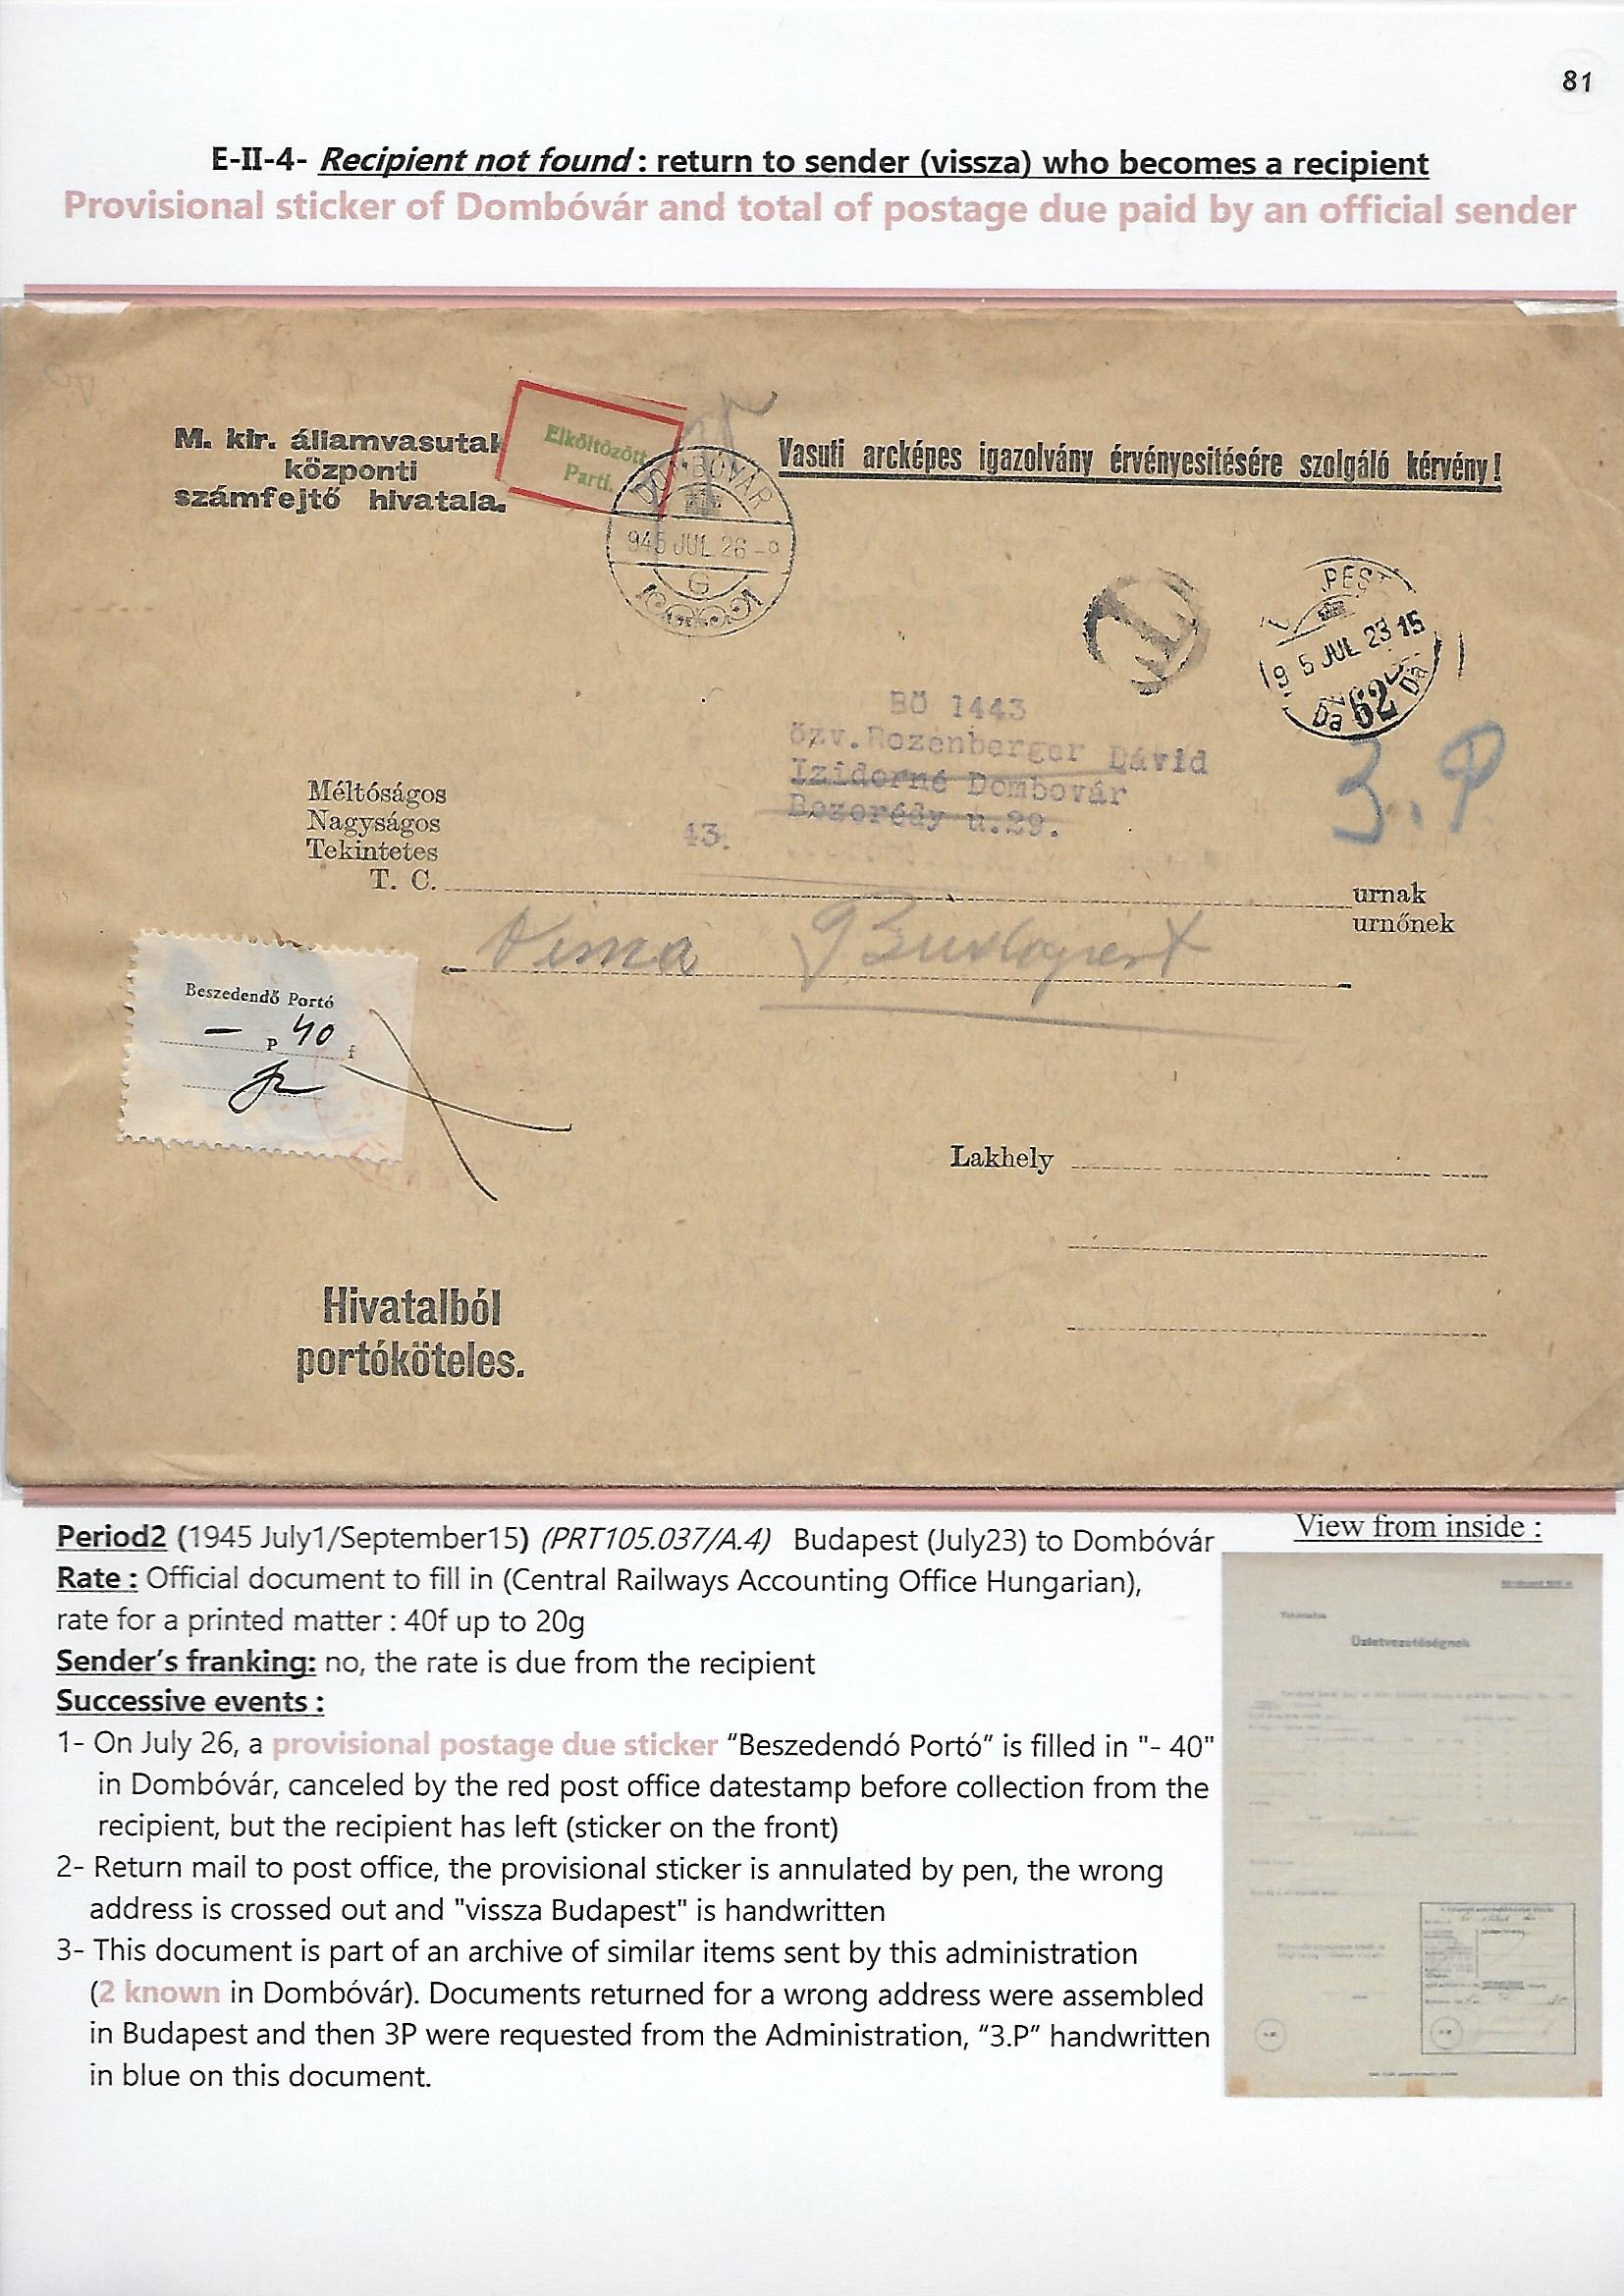 81
E-II-4- Recipient not found : return to sender (vissza) who becomes a recipient
Provisional sticker of Dombóvár and total of postage due paid by an official sender
M. kir. államvasutak
központi
számfejtő hivatala.
Elköltözött
Parti.
DOMBÓVÁR
945 JUL 26 -9
G
Vasuti arcképes igazolvány érvényesitésére szolgáló kérvény!
T
PEST
9 5 JUL 23 15
Da 62 Da
3.P
BÖ 1443
özv.Rozenberger Dávid
Izidorné Dombovár
Bezerédy u.29.
43.
Méltóságos
Nagyságos
Tekintetes
T. C.
urnak
urnőnek
Vissza Budapest
Beszedendő Portó
— P 40 f
Lakhely
Hivatalból
portóköteles.
Period2 (1945 July1/September15) (PRT105.037/A.4) Budapest (July23) to Dombóvár
Rate : Official document to fill in (Central Railways Accounting Office Hungarian),
rate for a printed matter : 40f up to 20g
Sender’s franking: no, the rate is due from the recipient
Successive events :
1- On July 26, a provisional postage due sticker “Beszedendó Portó” is filled in "- 40"
in Dombóvár, canceled by the red post office datestamp before collection from the
recipient, but the recipient has left (sticker on the front)
2- Return mail to post office, the provisional sticker is annulated by pen, the wrong
address is crossed out and "vissza Budapest" is handwritten
3- This document is part of an archive of similar items sent by this administration
(2 known in Dombóvár). Documents returned for a wrong address were assembled
in Budapest and then 3P were requested from the Administration, “3.P” handwritten
in blue on this document.
View from inside :
Üzletvezetőségnek